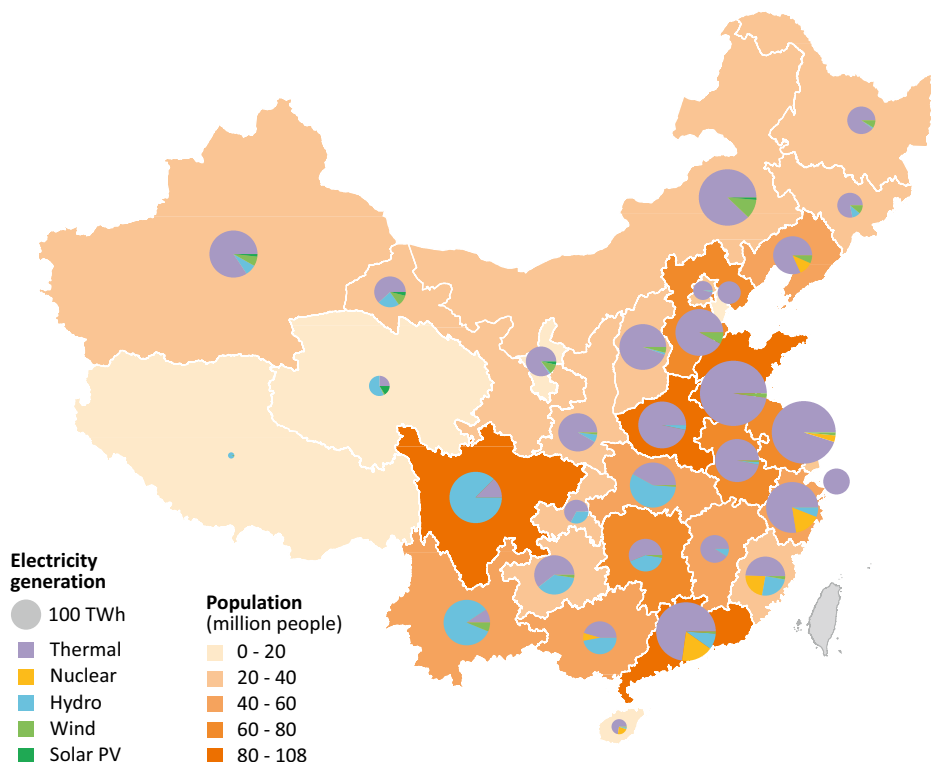 Electricity
generation
100 TWh
Thermal
Nuclear
Hydro
Wind
Solar PV
Population
(million people)
0 - 20
20 - 40
40 - 60
60 - 80
80 - 108